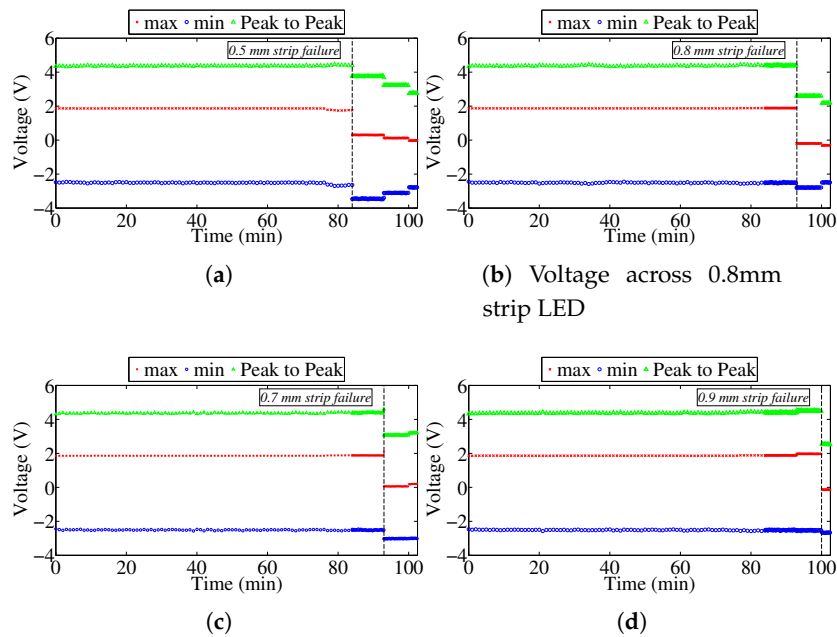 max min Peak to Peak
max min Peak to Peak
6
4
2
0
−2
−4
Voltage (V)
0.5 mm strip failure
0 20 40 60 80 100
Time (min)
6
4
2
0
−2
−4
Voltage (V)
0.8 mm strip failure
0 20 40 60 80 100
Time (min)
(a)
(b) Voltage across 0.8mm
strip LED
max min Peak to Peak
max min Peak to Peak
6
4
2
0
−2
−4
Voltage (V)
0.7 mm strip failure
0 20 40 60 80 100
Time (min)
6
4
2
0
−2
−4
Voltage (V)
0.9 mm strip failure
0 20 40 60 80 100
Time (min)
(c)
(d)